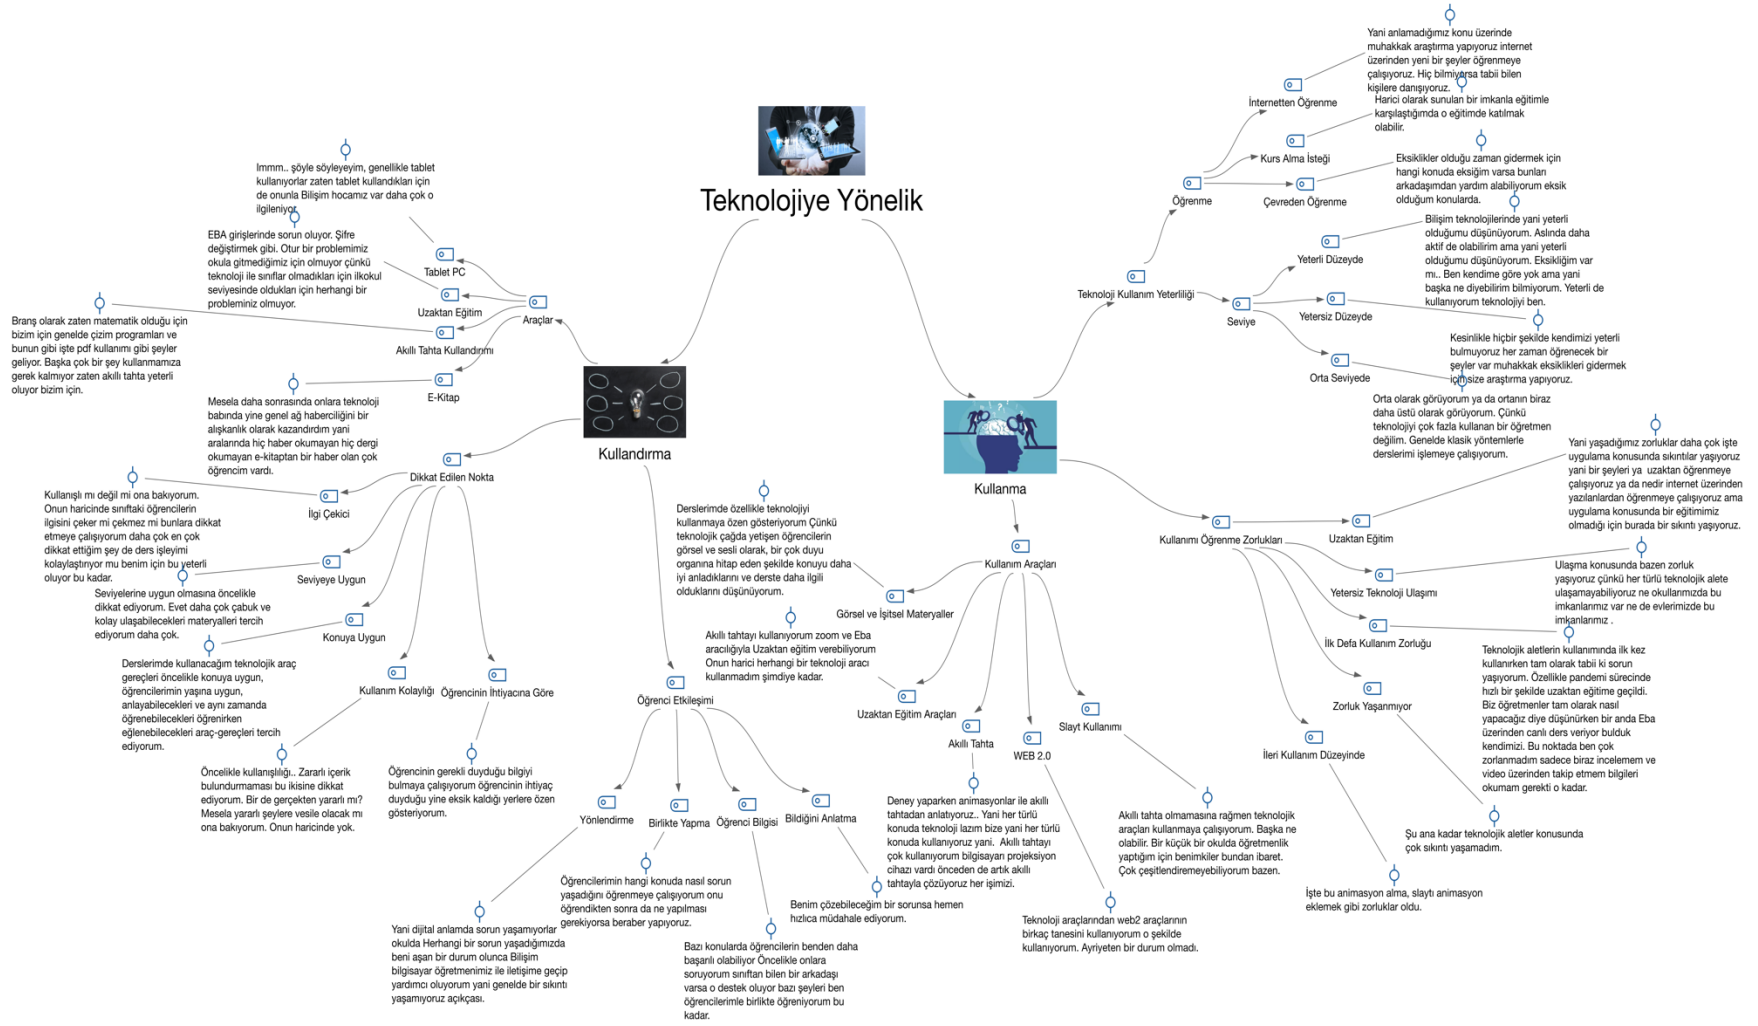 Teknolojiye Yönelik
Kullandırma
Araçlar
Tablet PC
Immm.. şöyle söyleyeyim, genellikle tablet
kullanıyorlar zaten tablet kullandıkları için
de onunla Bilişim hocamız var daha çok o
ilgileniyor.
Uzaktan Eğitim
EBA girişlerinde sorun oluyor. Şifre
değiştirmek gibi. Otur bir problemimiz
okula gitmediğimiz için olmuyor çünkü
teknoloji ile sınıflar olmadıkları için ilkokul
seviyesinde oldukları için herhangi bir
probleminiz olmuyor.
Akıllı Tahta Kullandırımı
Branş olarak zaten matematik olduğu için
bizim için genelde çizim programları ve
bunun gibi işte pdf kullanımı gibi şeyler
geliyor. Başka çok bir şey kullanmamıza
gerek kalmıyor zaten akıllı tahta yeterli
oluyor bizim için.
E-Kitap
Mesela daha sonrasında onlara teknoloji
babında yine genel ağ haberciliğini bir
alışkanlık olarak kazandırdım yani
aralarında hiç haber okumayan hiç dergi
okumayan e-kitaptan bir haber olan çok
öğrencim vardı.
Dikkat Edilen Nokta
İlgi Çekici
Kullanışlı mı değil mi ona bakıyorum.
Onun haricinde sınıftaki öğrencilerin
ilgisini çeker mi çekmez mi bunlara dikkat
etmeye çalışıyorum daha çok en çok
dikkat ettiğim şey de ders işleyimi
kolaylaştırıyor mu benim için bu yeterli
oluyor bu kadar.
Seviyeye Uygun
Seviyelerine uygun olmasına öncelikle
dikkat ediyorum. Evet daha çok çabuk ve
kolay ulaşabilecekleri materyalleri tercih
ediyorum daha çok.
Konuya Uygun
Derslerimde kullanacağım teknolojik araç
gereçleri öncelikle konuya uygun,
öğrencilerimin yaşına uygun,
anlayabilecekleri ve aynı zamanda
öğrenebilecekleri öğrenirken
eğlenebilecekleri araç-gereçleri tercih
ediyorum.
Kullanım Kolaylığı
Öncelikle kullanışlılığı.. Zararlı içerik
bulundurmaması bu ikisine dikkat
ediyorum. Bir de gerçekten yararlı mı?
Mesela yararlı şeylere vesile olacak mı
ona bakıyorum. Onun haricinde yok.
Öğrencinin İhtiyacına Göre
Öğrencinin gerekli duyduğu bilgiyi
bulmaya çalışıyorum öğrencinin ihtiyaç
duyduğu yine eksik kaldığı yerlere özen
gösteriyorum.
Öğrenci Etkileşimi
Yönlendirme
Yani dijital anlamda sorun yaşamıyorlar
okulda Herhangi bir sorun yaşadığımızda
beni aşan bir durum olunca Bilişim
bilgisayar öğretmenimiz ile iletişime geçip
yardımcı oluyorum yani genelde bir sıkıntı
yaşamıyoruz açıkçası.
Birlikte Yapma
Öğrencilerimin hangi konuda nasıl sorun
yaşadığını öğrenmeye çalışıyorum onu
öğrendikten sonra da ne yapılması
gerekiyorsa beraber yapıyoruz.
Öğrenci Bilgisi
Bazı konularda öğrencilerin benden daha
başarılı olabiliyor Öncelikle onlara
soruyorum sınıftan bilen bir arkadaşı
varsa o destek oluyor bazı şeyleri ben
öğrencilerimle birlikte öğreniyorum bu
kadar.
Bildiğini Anlatma
Benim çözebileceğim bir sorunsa hemen
hızlıca müdahale ediyorum.
Kullanma
Teknoloji Kullanım Yeterliliği
Öğrenme
İnternetten Öğrenme
Yani anlamadığımız konu üzerinde
muhakkak araştırma yapıyoruz internet
üzerinden yeni bir şeyler öğrenmeye
çalışıyoruz. Hiç bilmiyorsa tabii bilen
kişilere danışıyoruz.
Kurs Alma İsteği
Harici olarak sunulan bir imkanla eğitimle
karşılaştığımda o eğitimde katılmak
olabilir.
Çevreden Öğrenme
Eksiklikler olduğu zaman gidermek için
hangi konuda eksiğim varsa bunları
arkadaşımdan yardım alabiliyorum eksik
olduğum konularda.
Seviye
Yeterli Düzeyde
Bilişim teknolojilerinde yani yeterli
olduğumu düşünüyorum. Aslında daha
aktif de olabilirim ama yani yeterli
olduğumu düşünüyorum. Eksikliğim var
mı.. Ben kendime göre yok ama yani
başka ne diyebilirim bilmiyorum. Yeterli de
kullanıyorum teknolojiyi ben.
Yetersiz Düzeyde
Kesinlikle hiçbir şekilde kendimizi yeterli
bulmuyoruz her zaman öğrenecek bir
şeyler var muhakkak eksiklikleri gidermek
için size araştırma yapıyoruz.
Orta Seviyede
Orta olarak görüyorum ya da ortanın biraz
daha üstü olarak görüyorum. Çünkü
teknolojiyi çok fazla kullanan bir öğretmen
değilim. Genelde klasik yöntemlerle
derslerimi işlemeye çalışıyorum.
Kullanımı Öğrenme Zorlukları
Uzaktan Eğitim
Yani yaşadığımız zorluklar daha çok işte
uygulama konusunda sıkıntılar yaşıyoruz
yani bir şeyleri ya uzaktan öğrenmeye
çalışıyoruz ya da nedir internet üzerinden
yazılanlardan öğrenmeye çalışıyoruz ama
uygulama konusunda bir eğitimimiz
olmadığı için burada bir sıkıntı yaşıyoruz.
Yetersiz Teknoloji Ulaşımı
Ulaşma konusunda bazen zorluk
yaşıyoruz çünkü her türlü teknolojik alete
ulaşamayabiliyoruz ne okullarımızda bu
imkanlarımız var ne de evlerimizde bu
imkanlarımız .
İlk Defa Kullanım Zorluğu
Teknolojik aletlerin kullanımında ilk kez
kullanırken tam olarak tabii ki sorun
yaşıyorum. Özellikle pandemi sürecinde
hızlı bir şekilde uzaktan eğitime geçildi.
Biz öğretmenler tam olarak nasıl
yapacağız diye düşünürken bir anda Eba
üzerinden canlı ders veriyor bulduk
kendimizi. Bu noktada ben çok
zorlanmadım sadece biraz incelemem ve
video üzerinden takip etmem bilgileri
okumam gerekti o kadar.
Zorluk Yaşanmıyor
Şu ana kadar teknolojik aletler konusunda
çok sıkıntı yaşamadım.
İleri Kullanım Düzeyinde
İşte bu animasyon alma, slaytı animasyon
eklemek gibi zorluklar oldu.
Kullanım Araçları
Görsel ve İşitsel Materyaller
Derslerimde özellikle teknolojiyi
kullanmaya özen gösteriyorum Çünkü
teknolojik çağda yetişen öğrencilerin
görsel ve sesli olarak, bir çok duyu
organına hitap eden şekilde konuyu daha
iyi anladıklarını ve derste daha ilgili
olduklarını düşünüyorum.
Uzaktan Eğitim Araçları
Akıllı tahtayı kullanıyorum zoom ve Eba
aracılığıyla Uzaktan eğitim verebiliyorum
Onun harici herhangi bir teknoloji aracı
kullanmadım şimdiye kadar.
Akıllı Tahta
Deney yaparken animasyonlar ile akıllı
tahtadan anlatıyoruz.. Yani her türlü
konuda teknoloji lazım bize yani her türlü
konuda kullanıyoruz yani. Akıllı tahtayı
çok kullanıyorum bilgisayarı projeksiyon
cihazı vardı önceden de artık akıllı
tahtayla çözüyoruz her işimizi.
WEB 2.0
Teknoloji araçlarından web2 araçlarının
birkaç tanesini kullanıyorum o şekilde
kullanıyorum. Ayriyeten bir durum olmadı.
Slayt Kullanımı
Akıllı tahta olmamasına rağmen teknolojik
araçları kullanmaya çalışıyorum. Başka ne
olabilir. Bir küçük bir okulda öğretmenlik
yaptığım için benimkiler bundan ibaret.
Çok çeşitlendiremeyebiliyorum bazen.